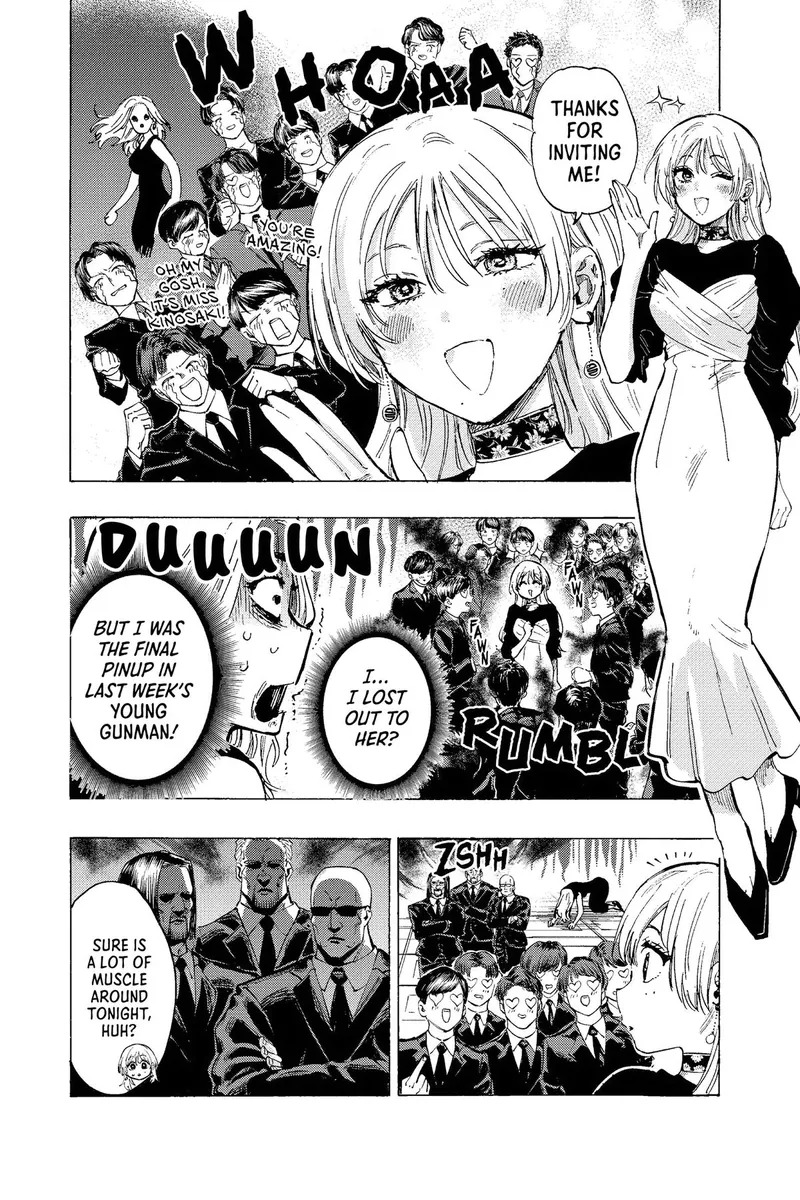 WHOAA
THANKS
FOR
INVITING
ME!
YOU'RE
AMAZING!
OH MY
GOSH,
IT'S MISS
KINOSAKI!
DUUUUN
FAWN
FAWN
I...
I LOST
OUT TO
HER?
BUT I WAS
THE FINAL
PINUP IN
LAST WEEK'S
YOUNG
GUNMAN!
RUMBL
ZSHH
SURE IS
A LOT OF
MUSCLE
AROUND
TONIGHT,
HUH?